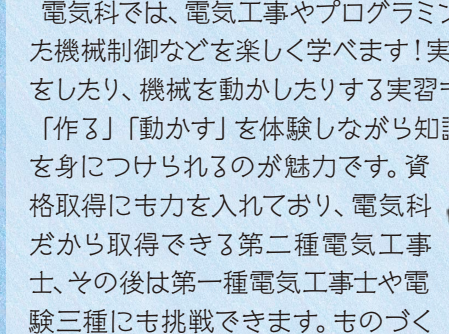 電気科では、電気工事やプログラミン
た機械制御などを楽しく学べます！実
をしたり、機械を動かしたりする実習も
「作る」「動かす」を体験しながら知識
を身につけられるのが魅力です。資
格取得にも力を入れており、電気科
だから取得できる第二種電気工事
士、その後は第一種電気工事士や電
験三種にも挑戦できます。ものづく